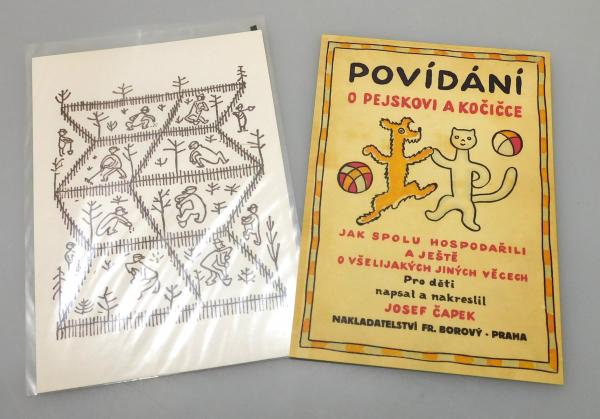 POVÍDÁNÍ
O PEJSKOVI A KOČIČCE
JAK SPOLU HOSPODAŘILI
A JEŠTĚ
O VŠELIJAKÝCH JINÝCH VĚCECH
Pro děti
napsal a nakreslil
JOSEF ČAPEK
NAKLADATELSTVÍ FR. BOROVÝ · PRAHA